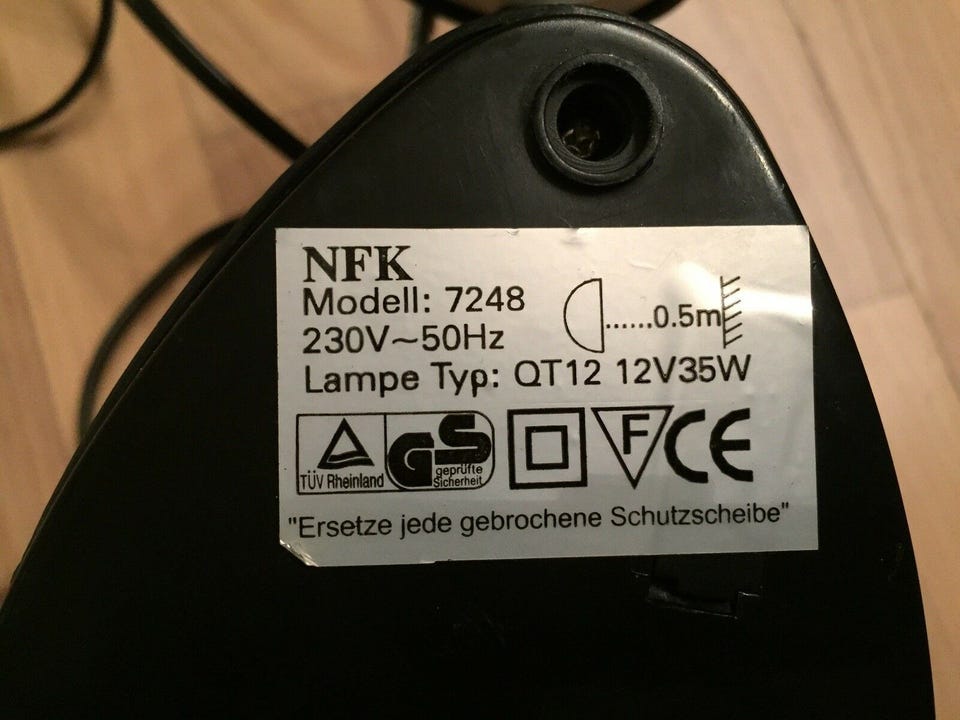 NFK
Modell: 7248
......0.5m
230V~50Hz
Lampe Typ: QT12 12V35W
TÜV Rheinland
GS
geprüfte
Sicherheit
F
CE
"Ersetze jede gebrochene Schutzscheibe"